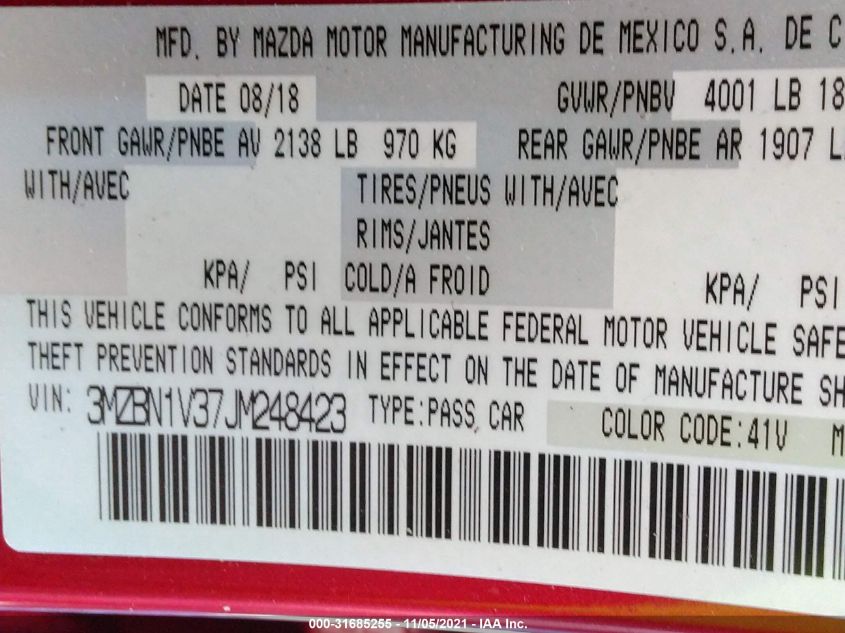 MFD. BY MAZDA MOTOR MANUFACTURING DE MEXICO S.A. DE C
DATE 08/18 GVWR/PNBV 4001 LB 18
FRONT GAWR/PNBE AV 2138 LB 970 KG REAR GAWR/PNBE AR 1907 L
WITH/AVEC TIRES/PNEUS WITH/AVEC
RIMS/JANTES
KPA/ PSI COLD/A FROID KPA/ PSI
THIS VEHICLE CONFORMS TO ALL APPLICABLE FEDERAL MOTOR VEHICLE SAFE
THEFT PREVENTION STANDARDS IN EFFECT ON THE DATE OF MANUFACTURE SH
VIN: 3MZBN1V37JM248423 TYPE:PASS CAR COLOR CODE:41V M
000-31685255 - 11/05/2021 - IAA Inc.